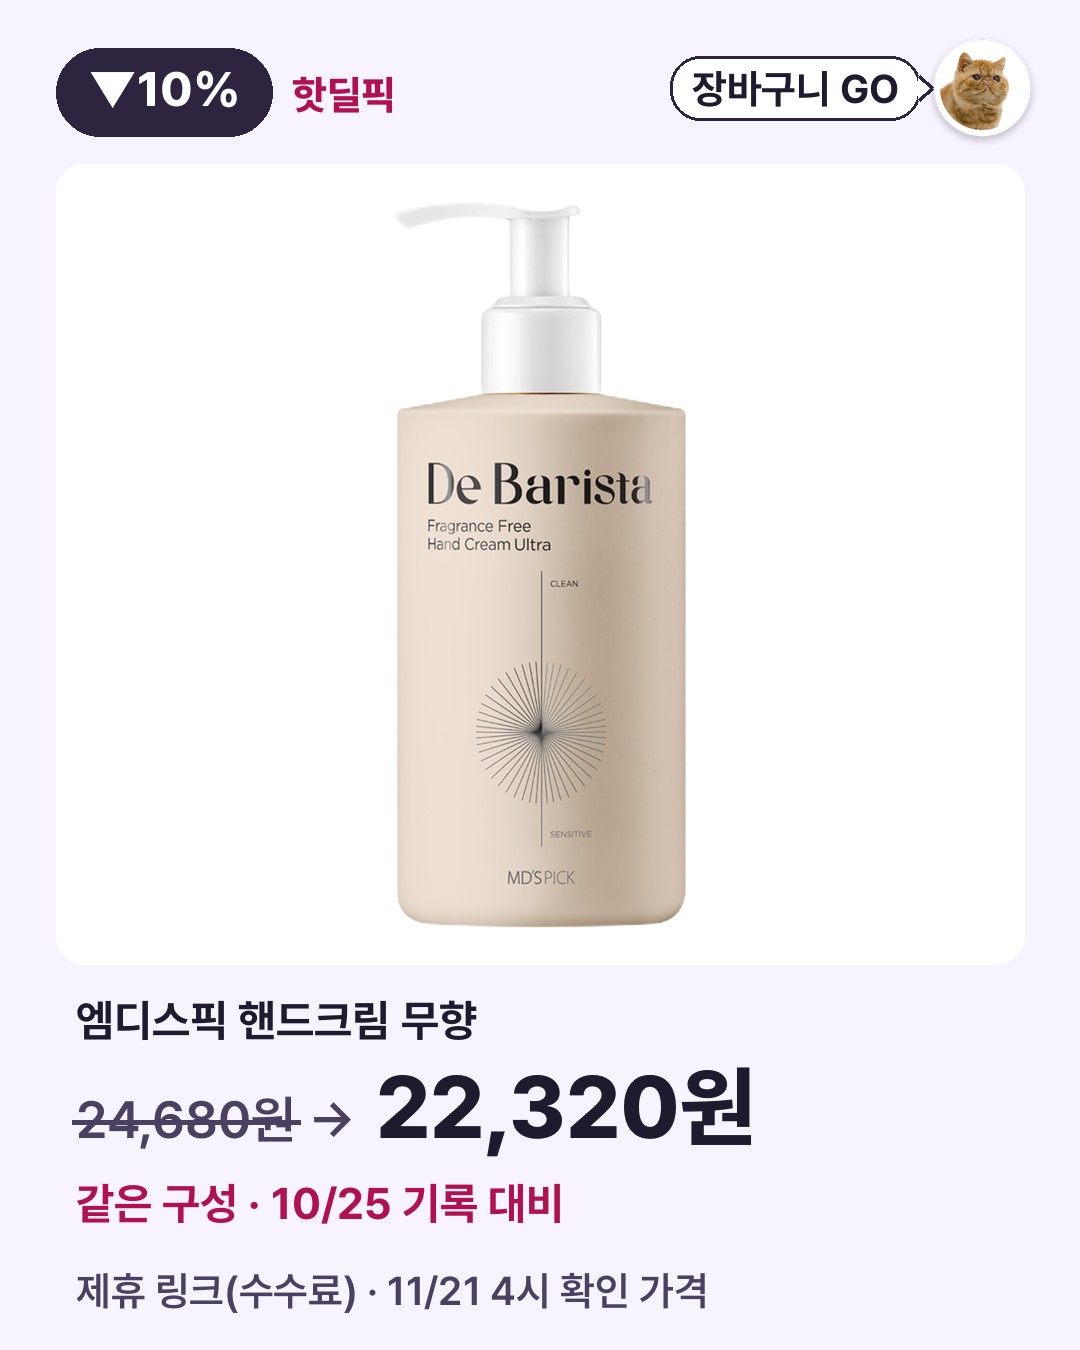 ▼10%
핫딜픽
장바구니 GO
De Barista
Fragrance Free
Hand Cream Ultra
CLEAN
SENSITIVE
MD'S PICK
엠디스픽 핸드크림 무향
24,680원 → 22,320원
같은 구성 · 10/25 기록 대비
제휴 링크(수수료) · 11/21 4시 확인 가격